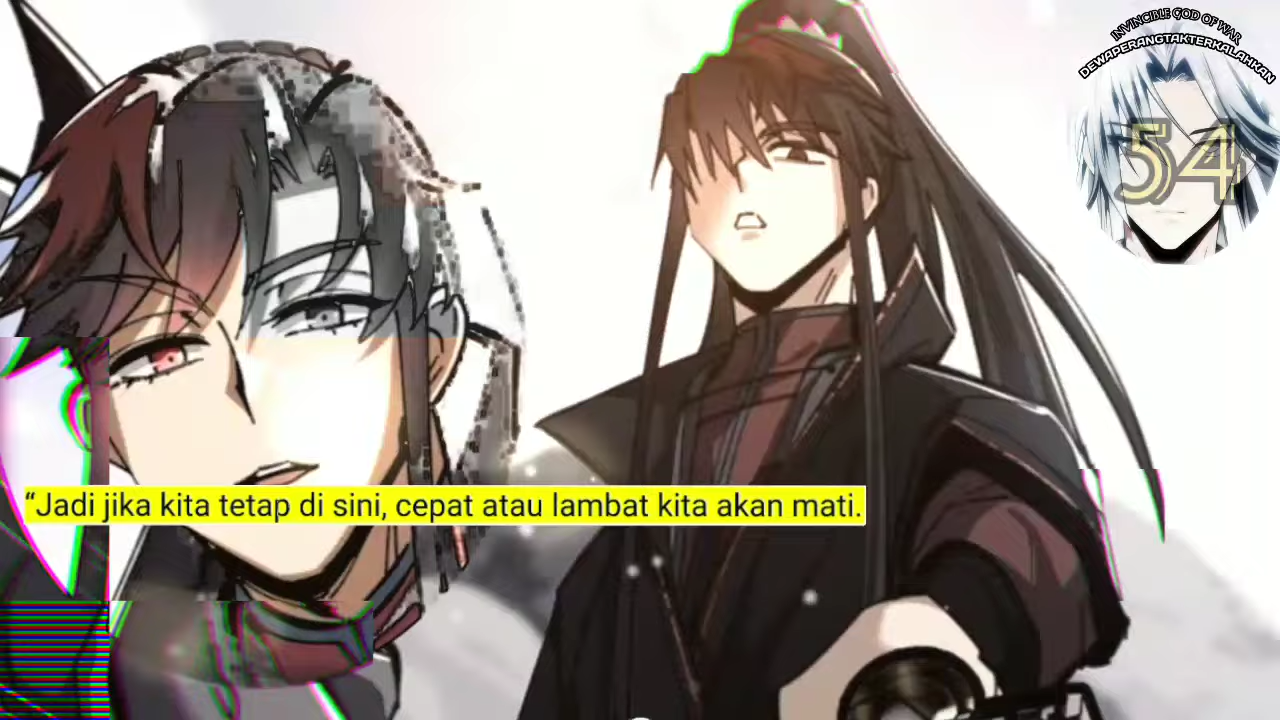 INVINCIBLE GOD OF WAR
DEWAPERANGTAKTERKALAHKAN
54
“Jadi jika kita tetap di sini, cepat atau lambat kita akan mati.